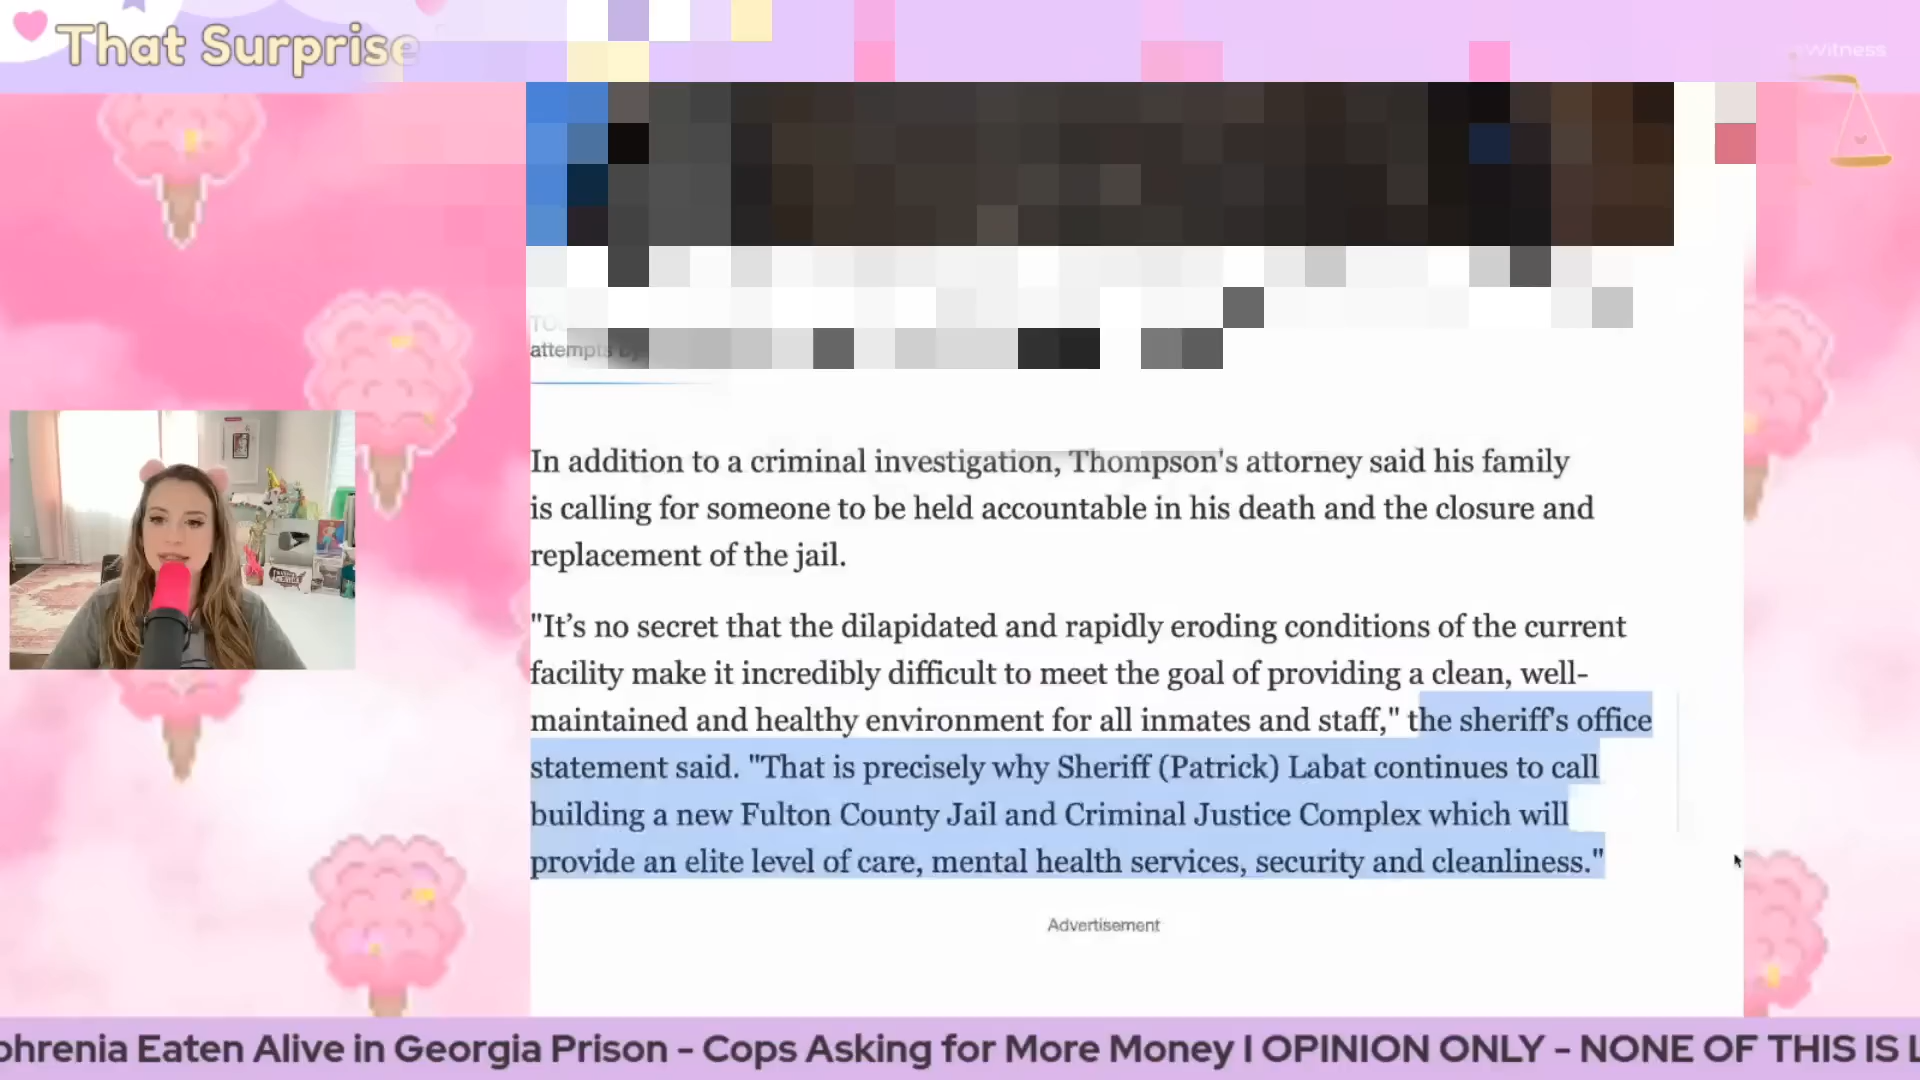 That Surprise
Witness
attempts by
In addition to a criminal investigation, Thompson's attorney said his family
is calling for someone to be held accountable in his death and the closure and
replacement of the jail.
"It’s no secret that the dilapidated and rapidly eroding conditions of the current
facility make it incredibly difficult to meet the goal of providing a clean, well-
maintained and healthy environment for all inmates and staff," the sheriff's office
statement said. "That is precisely why Sheriff (Patrick) Labat continues to call
building a new Fulton County Jail and Criminal Justice Complex which will
provide an elite level of care, mental health services, security and cleanliness."
Advertisement
ophrenia Eaten Alive in Georgia Prison - Cops Asking for More Money I OPINION ONLY - NONE OF THIS IS L